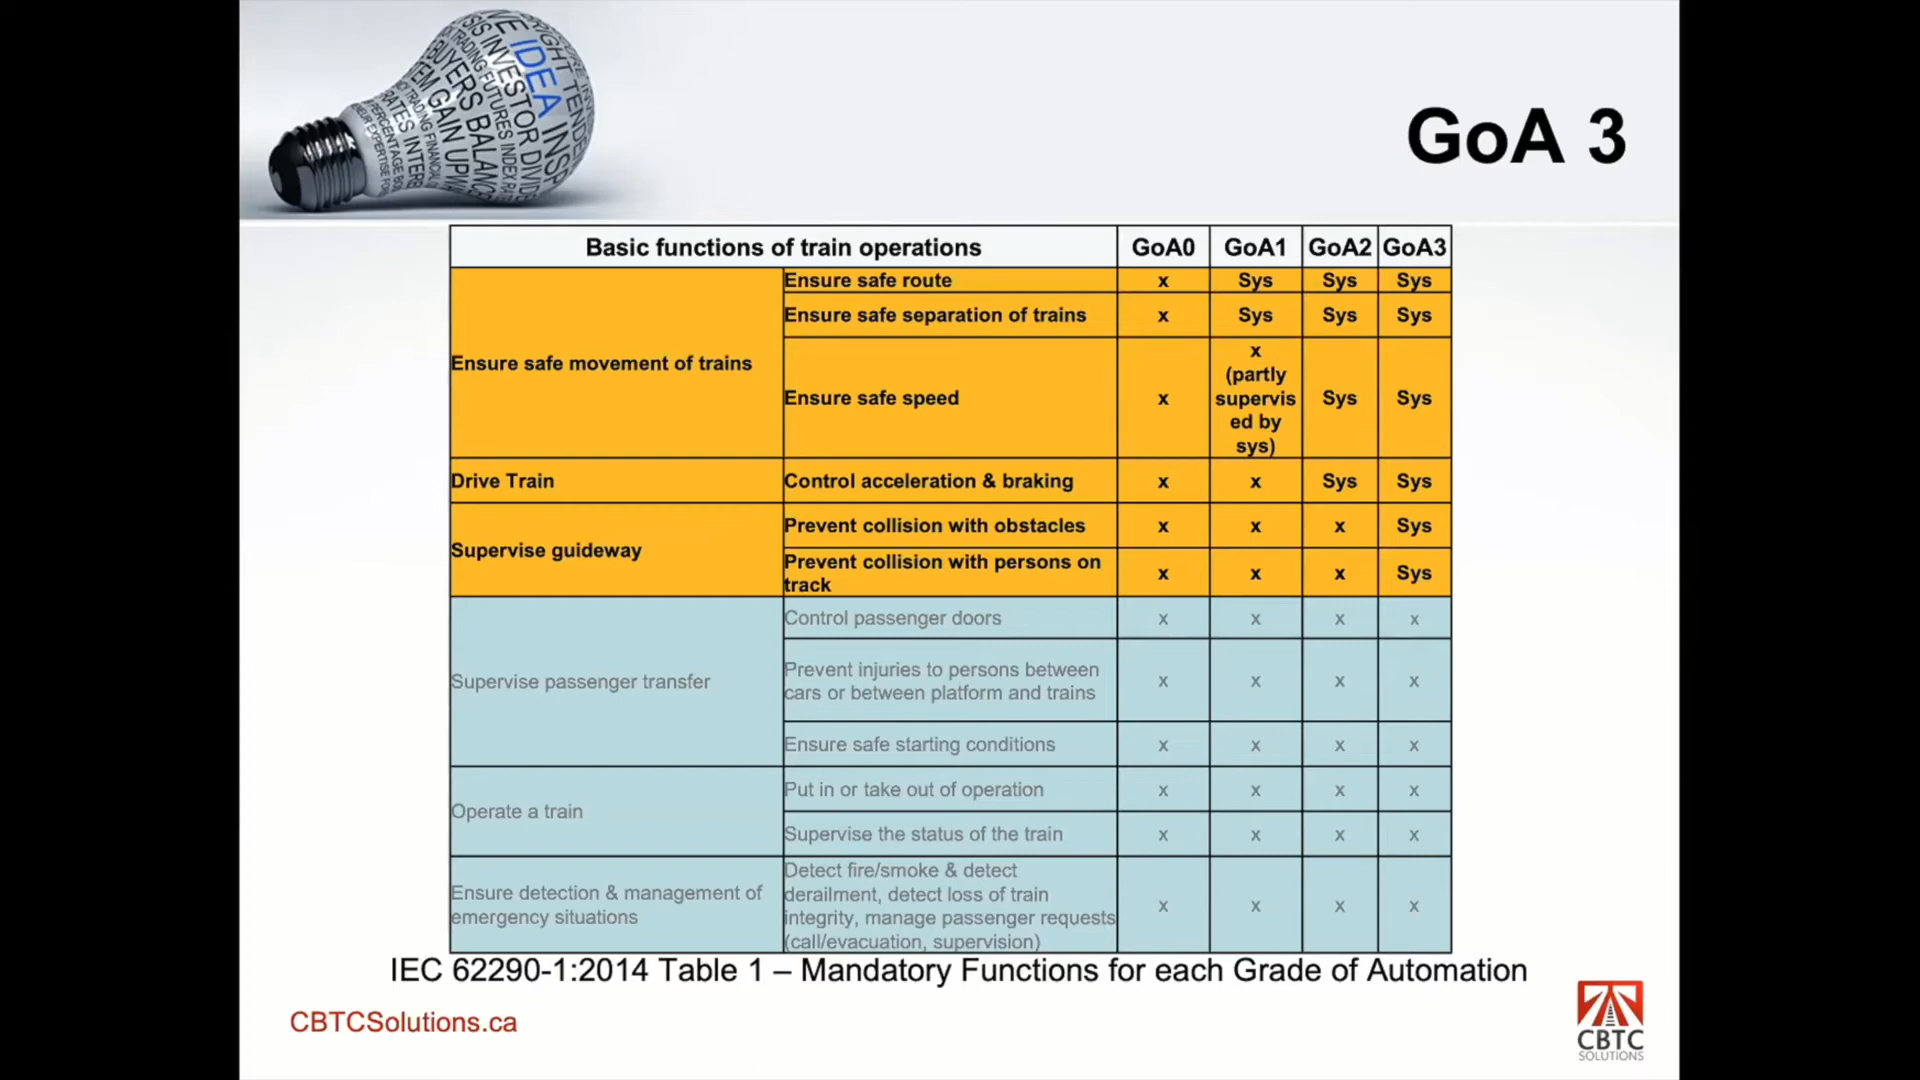 IDEA
INVESTOR
BUYERS BALANC
GAIN UP
GoA 3
Basic functions of train operations GoA0 GoA1 GoA2 GoA3
Ensure safe movement of trains
Ensure safe route x Sys Sys Sys
Ensure safe separation of trains x Sys Sys Sys
Ensure safe speed x x (partly supervis ed by sys) Sys Sys
Drive Train Control acceleration & braking x x Sys Sys
Supervise guideway
Prevent collision with obstacles x x x Sys
Prevent collision with persons on
track x x x Sys
Supervise passenger transfer
Control passenger doors x x x x
Prevent injuries to persons between
cars or between platform and trains x x x x
Ensure safe starting conditions x x x x
Operate a train
Put in or take out of operation x x x x
Supervise the status of the train x x x x
Ensure detection & management of
emergency situations
Detect fire/smoke & detect
derailment, detect loss of train
integrity, manage passenger requests
(call/evacuation, supervision) x x x x
IEC 62290-1:2014 Table 1 – Mandatory Functions for each Grade of Automation
CBTCSolutions.ca
CBTC
SOLUTIONS